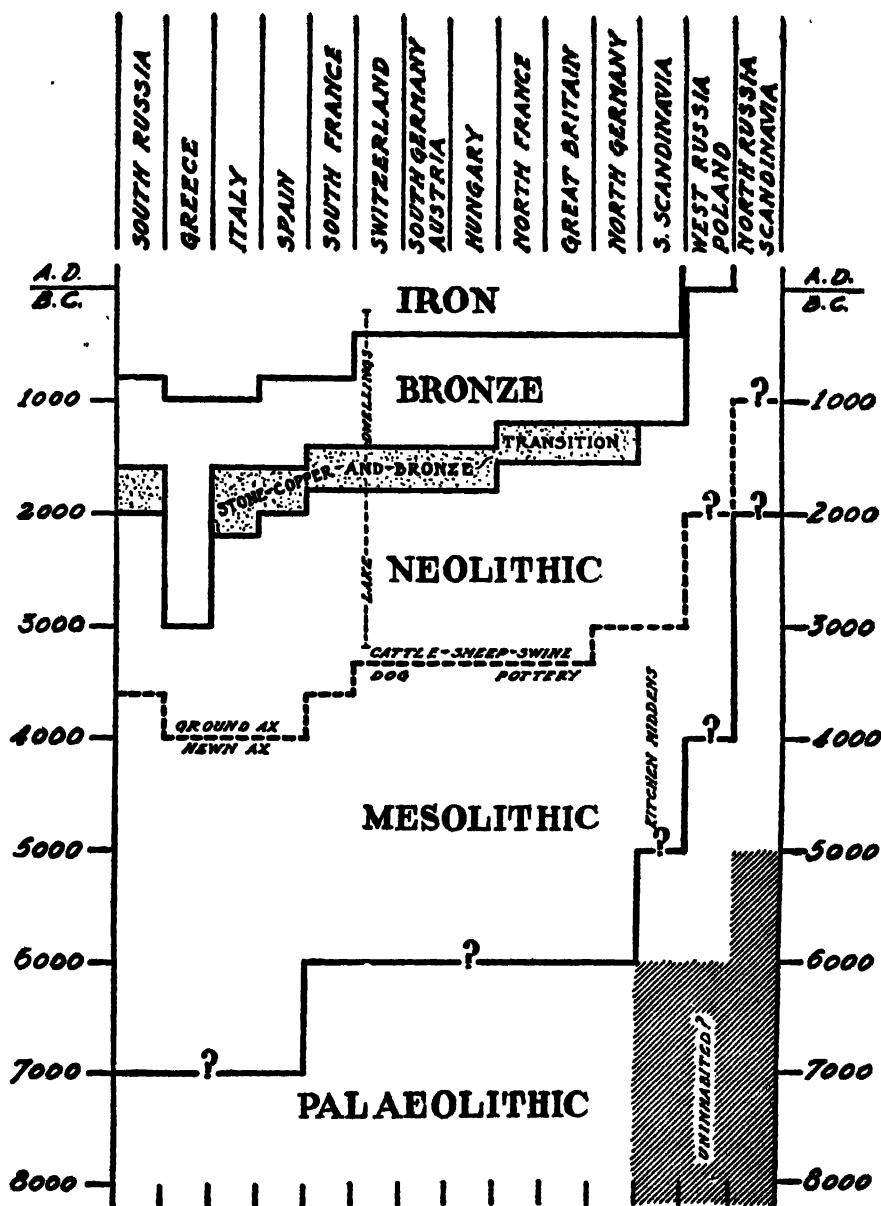 SOUTH RUSSIA
GREECE
ITALY
SPAIN
SOUTH FRANCE
SWITZERLAND
SOUTH GERMANY
AUSTRIA
HUNGARY
NORTH FRANCE
GREAT BRITAIN
NORTH GERMANY
S. SCANDINAVIA
WEST RUSSIA
POLAND
NORTH RUSSIA
SCANDINAVIA
A.D.
B.C.
A.D.
B.C.
IRON
BRONZE
1000
?
1000
TRANSITION
STONE-COPPER-AND-BRONZE
2000
?
?
2000
LAKE DWELLINGS
NEOLITHIC
3000
3000
CATTLE-SHEEP-SWINE
DOG POTTERY
GROUND AX
HEWN AX
4000
?
4000
KITCHEN MIDDENS
MESOLITHIC
5000
?
5000
6000
?
6000
7000
?
7000
UNINHABITED?
PALAEOLITHIC
8000
8000